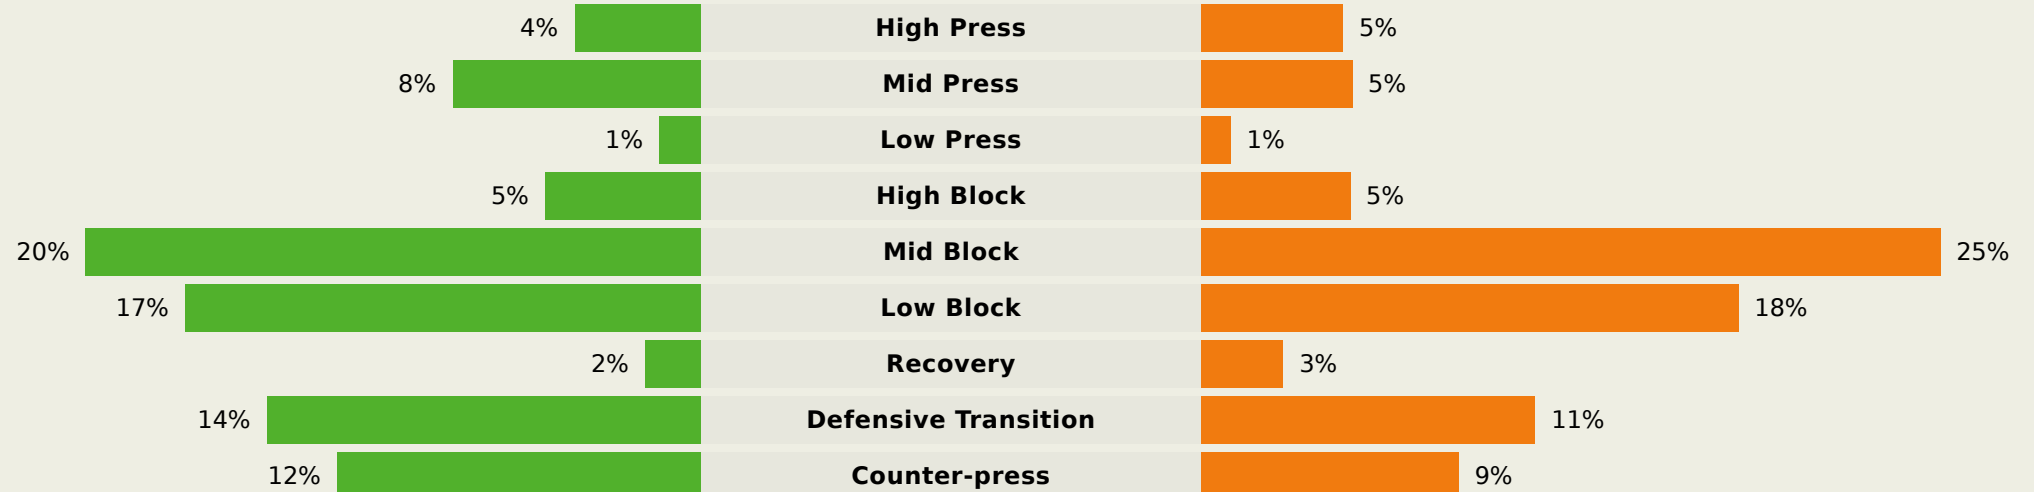 4% High Press 5%
8% Mid Press 5%
1% Low Press 1%
5% High Block 5%
20% Mid Block 25%
17% Low Block 18%
2% Recovery 3%
14% Defensive Transition 11%
12% Counter-press 9%